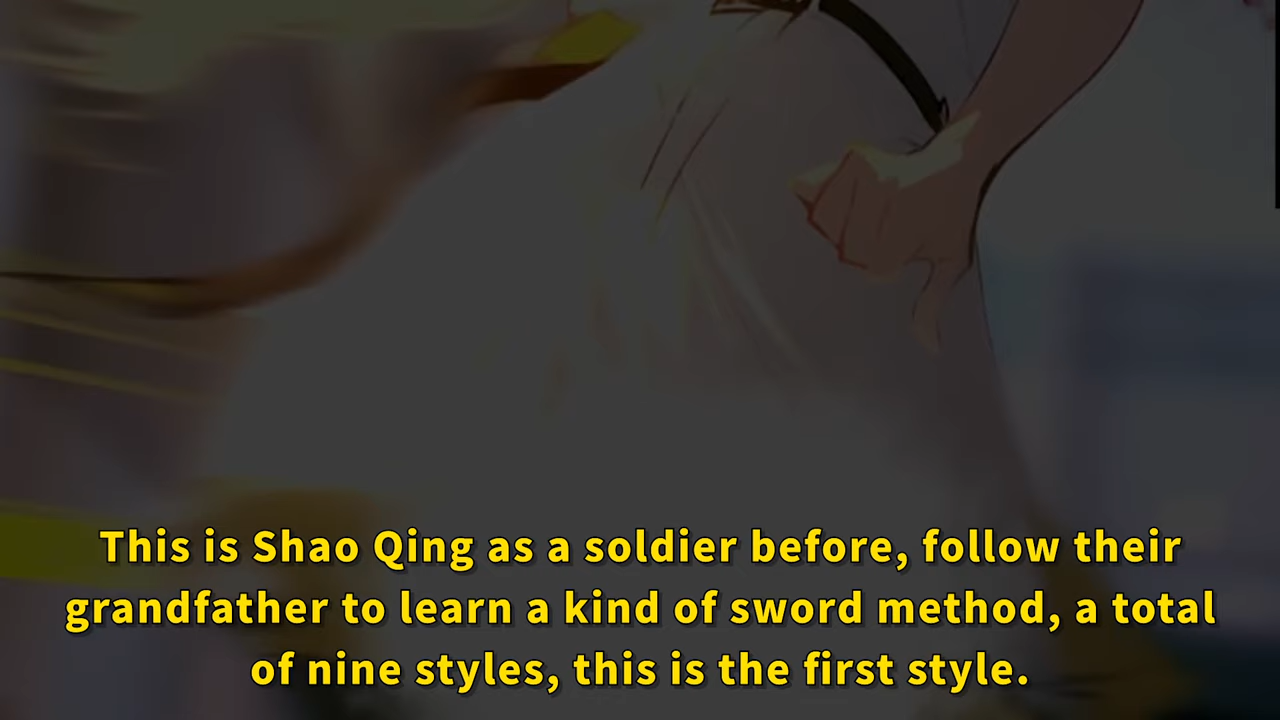 This is Shao Qing as a soldier before, follow their
grandfather to learn a kind of sword method, a total
of nine styles, this is the first style.